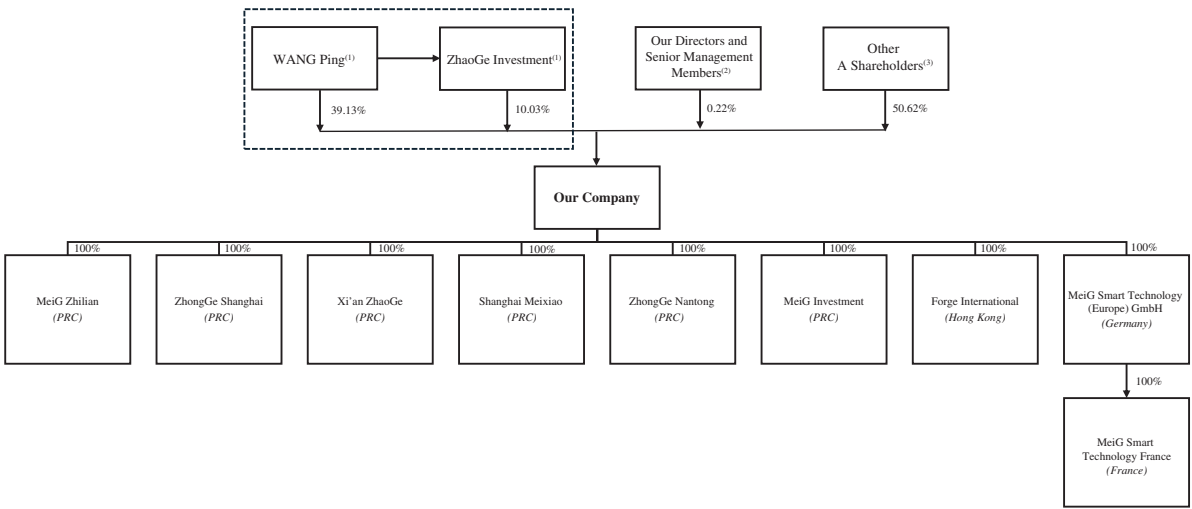 WANG Ping(1)
ZhaoGe Investment(1)
Our Directors and
Senior Management
Members(2)
Other
A Shareholders(3)
39.13%
10.03%
0.22%
50.62%
Our Company
100%
100%
100%
100%
100%
100%
100%
100%
MeiG Zhilian
(PRC)
ZhongGe Shanghai
(PRC)
Xi'an ZhaoGe
(PRC)
Shanghai Meixiao
(PRC)
ZhongGe Nantong
(PRC)
MeiG Investment
(PRC)
Forge International
(Hong Kong)
MeiG Smart Technology
(Europe) GmbH
(Germany)
100%
MeiG Smart
Technology France
(France)